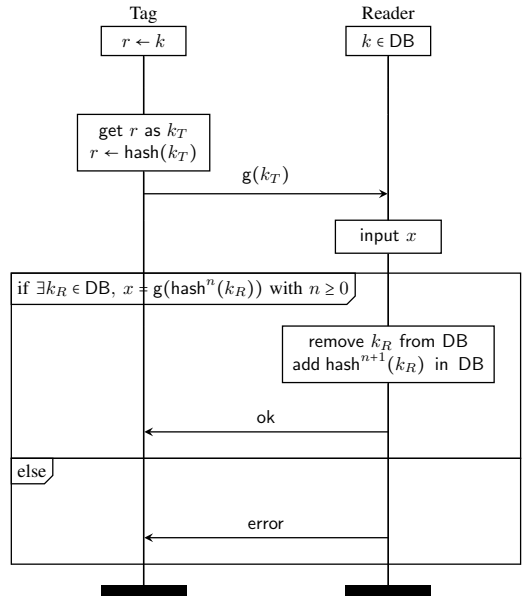 Tag
Reader
r ← k
k ∈ DB
get r as k_T
r ← hash(k_T)
g(k_T)
input x
if ∃k_R ∈ DB, x = g(hash^n(k_R)) with n ≥ 0
remove k_R from DB
add hash^{n+1}(k_R) in DB
ok
else
error